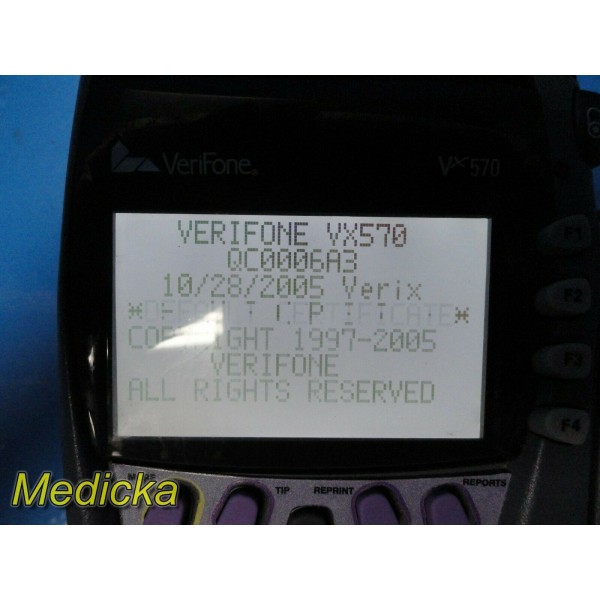 VeriFone®
Vx570
VERIFONE VX570
QC0006A3
10/28/2005 Verix
*DEFAULT CERTIFICATE*
COPYRIGHT 1997-2005
VERIFONE
ALL RIGHTS RESERVED
F1
F2
F3
F4
TIP REPRINT REPORTS
Medicka